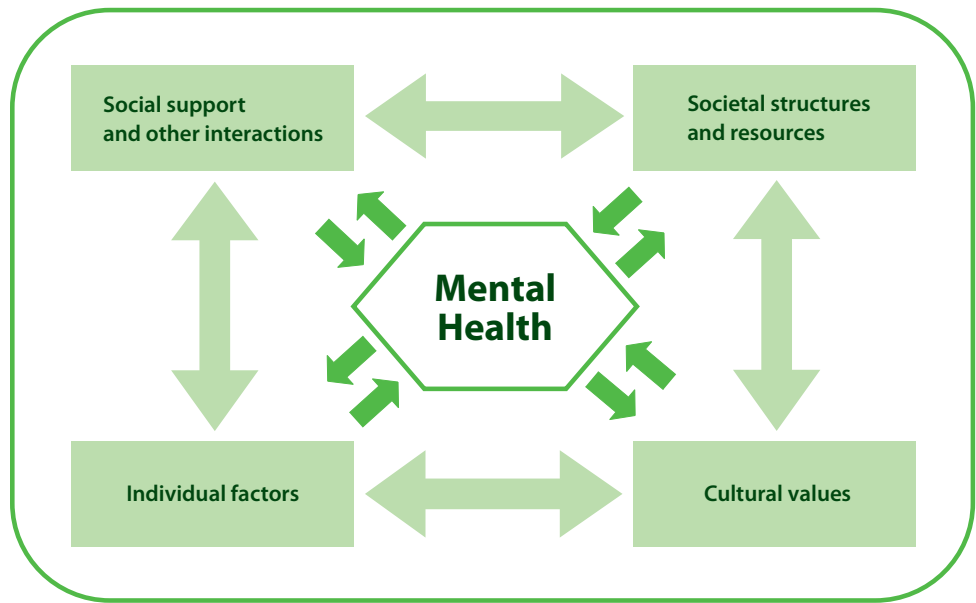 Social support
and other interactions
Societal structures
and resources
Mental
Health
Individual factors
Cultural values